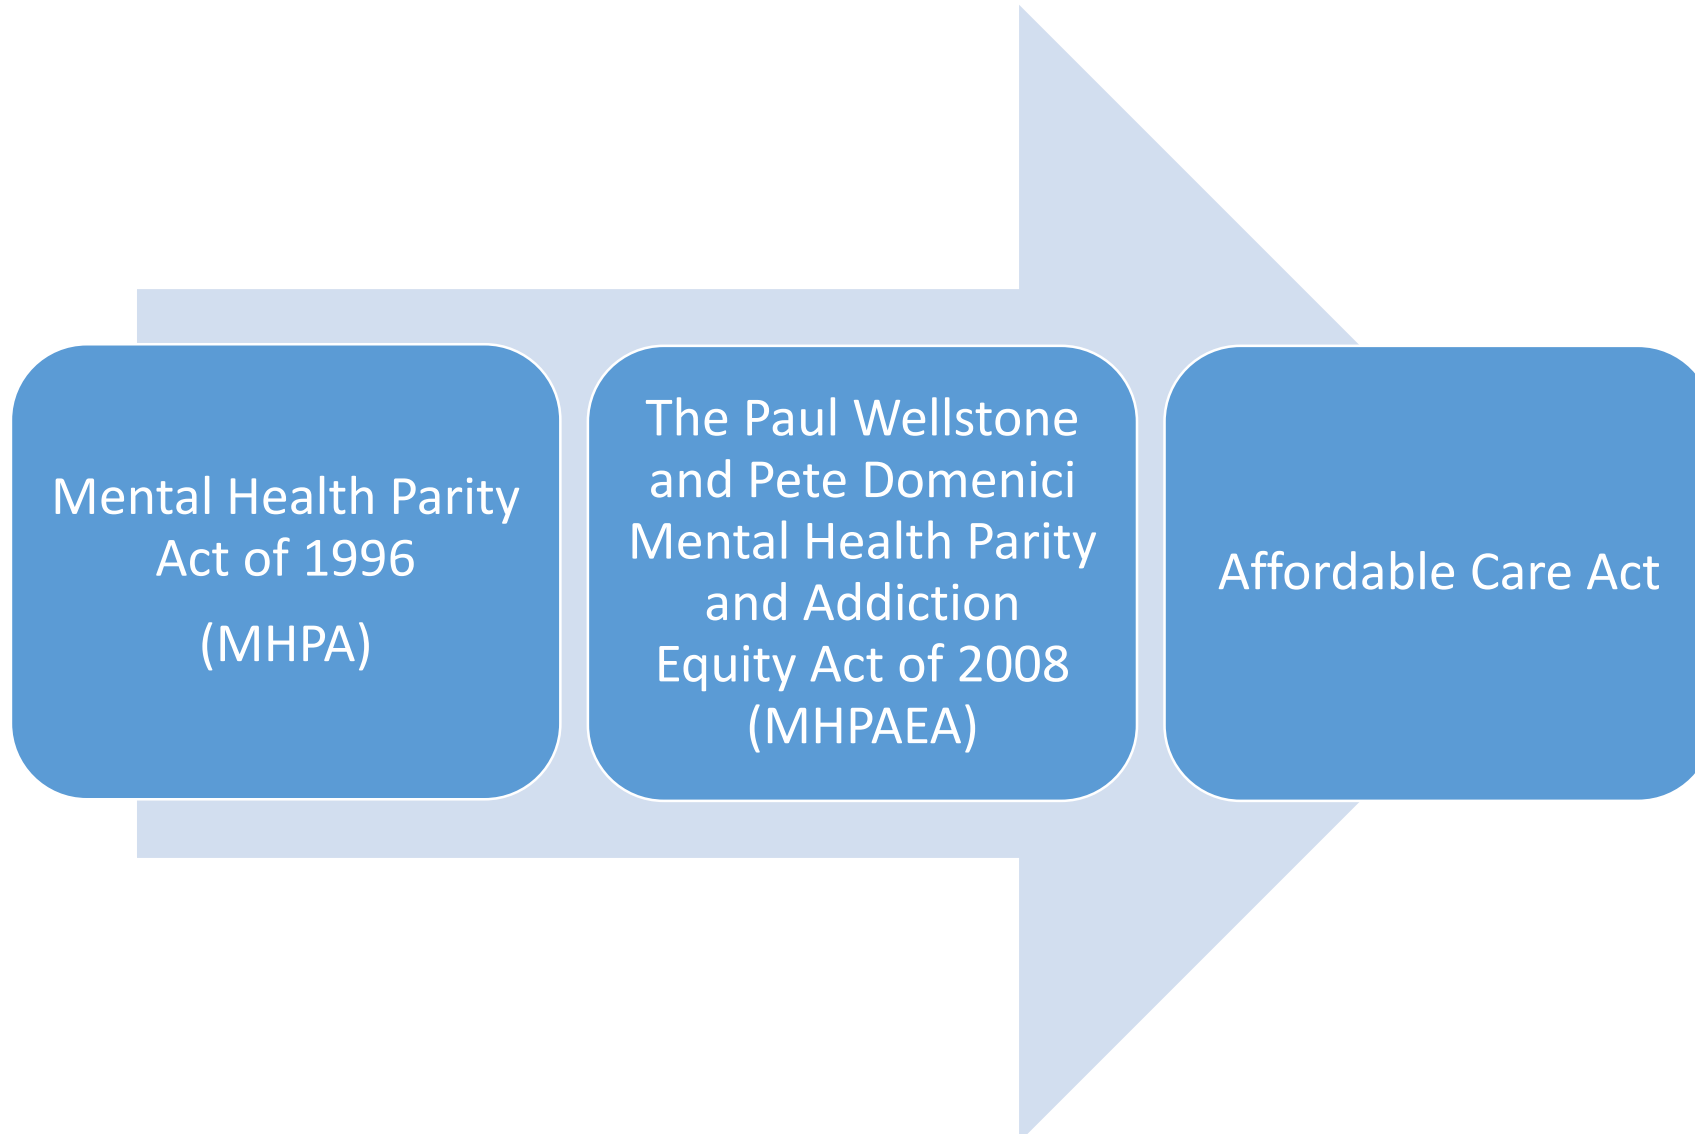 Mental Health Parity
Act of 1996
(MHPA)
The Paul Wellstone
and Pete Domenici
Mental Health Parity
and Addiction
Equity Act of 2008
(MHPAEA)
Affordable Care Act